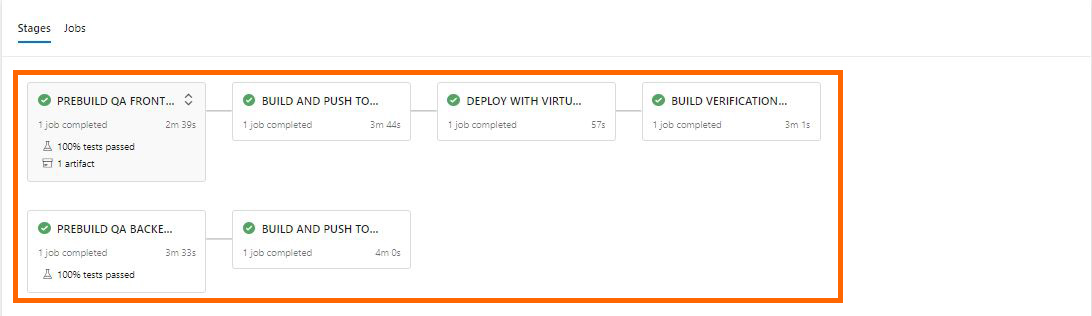 Stages Jobs
PREBUILD QA FRONT...
1 job completed 2m 39s
100% tests passed
1 artifact
BUILD AND PUSH TO...
1 job completed 3m 44s
DEPLOY WITH VIRTU...
1 job completed 57s
BUILD VERIFICATION...
1 job completed 3m 1s
PREBUILD QA BACKE...
1 job completed 3m 33s
100% tests passed
BUILD AND PUSH TO...
1 job completed 4m 0s